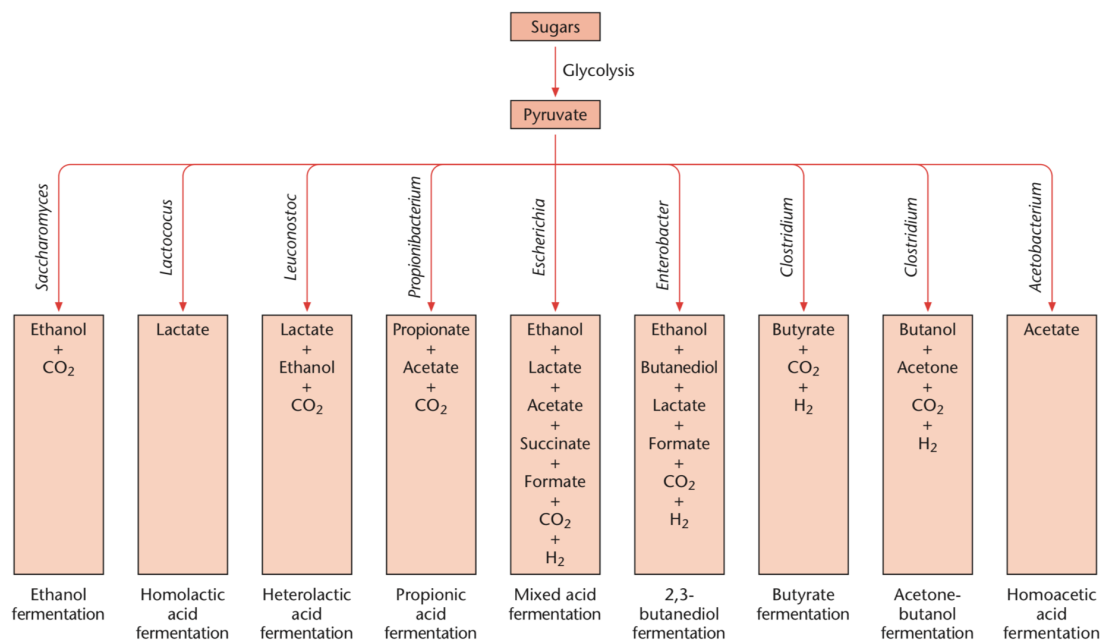 Sugars
Glycolysis
Pyruvate
Saccharomyces
Lactococcus
Leuconostoc
Propionibacterium
Escherichia
Enterobacter
Clostridium
Clostridium
Acetobacterium
Ethanol
+
CO₂
Lactate
Lactate
+
Ethanol
+
CO₂
Propionate
+
Acetate
+
CO₂
Ethanol
+
Lactate
+
Acetate
+
Succinate
+
Formate
+
CO₂
+
H₂
Ethanol
+
Butanediol
+
Lactate
+
Formate
+
CO₂
+
H₂
Butyrate
+
CO₂
+
H₂
Butanol
+
Acetone
+
CO₂
+
H₂
Acetate
Ethanol
fermentation
Homolactic
acid
fermentation
Heterolactic
acid
fermentation
Propionic
acid
fermentation
Mixed acid
fermentation
2,3-
butanediol
fermentation
Butyrate
fermentation
Acetone-
butanol
fermentation
Homoacetic
acid
fermentation